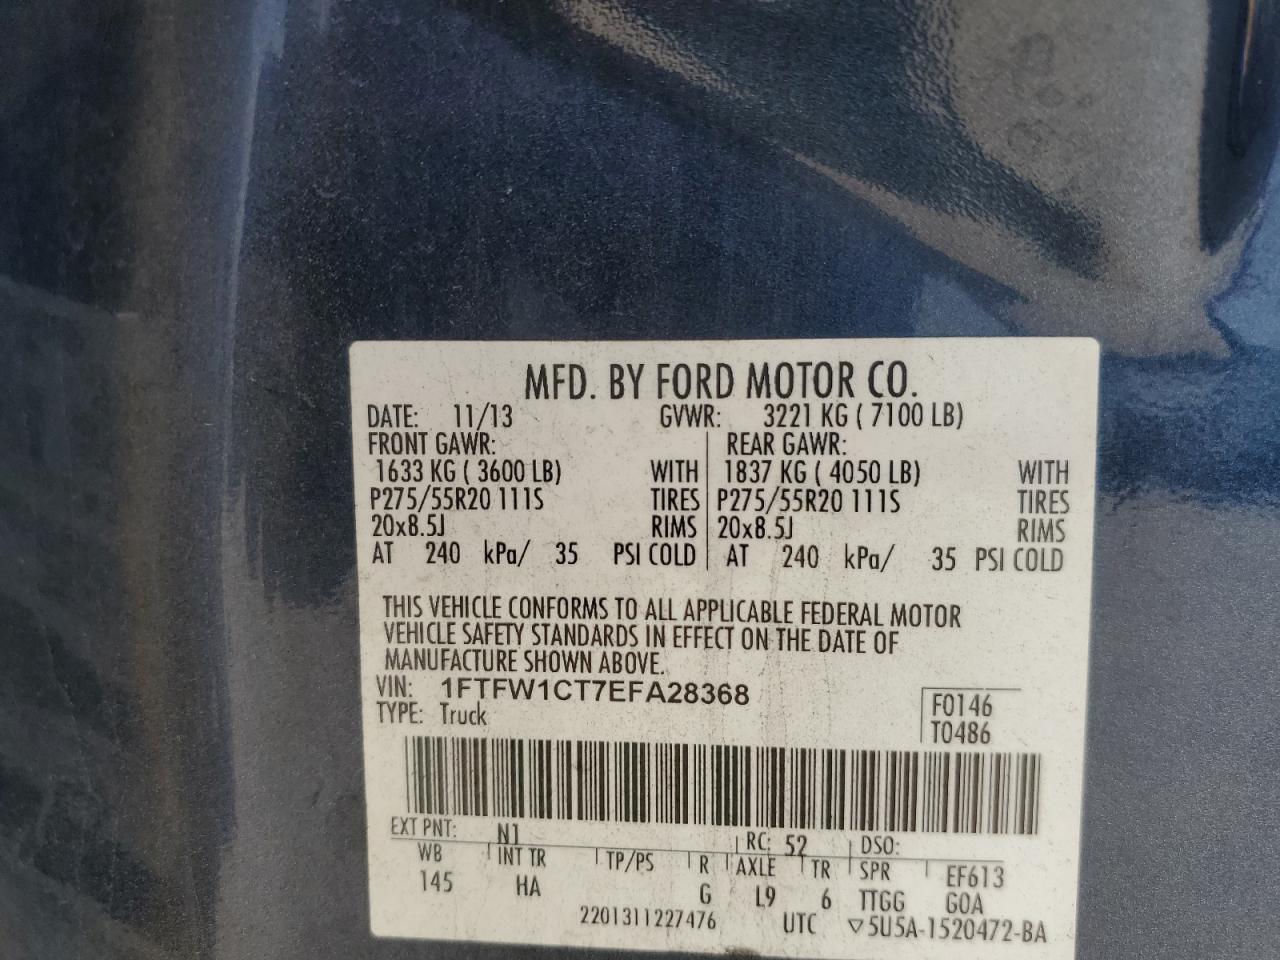 MFD. BY FORD MOTOR CO.
DATE: 11/13 GVWR: 3221 KG ( 7100 LB)
FRONT GAWR: REAR GAWR:
1633 KG ( 3600 LB) WITH 1837 KG ( 4050 LB) WITH
P275/55R20 111S TIRES P275/55R20 111S TIRES
20x8.5J RIMS 20x8.5J RIMS
AT 240 kPa/ 35 PSI COLD AT 240 kPa/ 35 PSI COLD
THIS VEHICLE CONFORMS TO ALL APPLICABLE FEDERAL MOTOR
VEHICLE SAFETY STANDARDS IN EFFECT ON THE DATE OF
MANUFACTURE SHOWN ABOVE.
VIN: 1FTFW1CT7EFA28368
TYPE: Truck
F0146
T0486
EXT PNT: N1 RC: 52 DSO:
WB INT TR TP/PS R AXLE TR SPR EF613
145 HA G L9 6 TTGG GOA
2201311227476 UTC ▽5U5A-1520472-BA